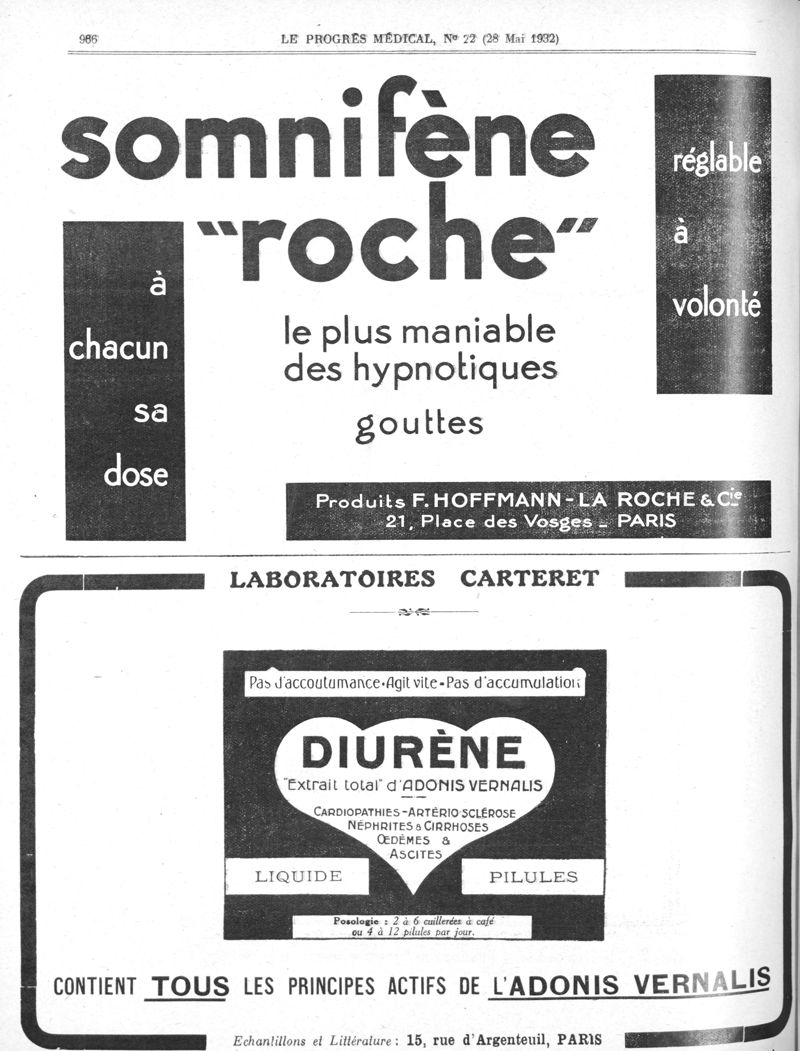 986
LE PROGRÈS MÉDICAL, No 22 (28 Mai 1932)
somnifène
"roche"
réglable
à
volonté
à
chacun
sa
dose
le plus maniable
des hypnotiques
gouttes
Produits F. HOFFMANN - LA ROCHE & Cie
21, Place des Vosges - PARIS
LABORATOIRES CARTERET
Pas d'accoutumance-Agit vite-Pas d'accumulation
DIURÈNE
"Extrait total" d'ADONIS VERNALIS
CARDIOPATHIES-ARTÉRIO SCLÉROSE
NÉPHRITES & CIRRHOSES
ŒDÈMES &
ASCITES
LIQUIDE
PILULES
Posologie : 2 à 6 cuillerées à café
ou 4 à 12 pilules par jour.
CONTIENT TOUS LES PRINCIPES ACTIFS DE L'ADONIS VERNALIS
Echantillons et Littérature : 15, rue d'Argenteuil, PARIS